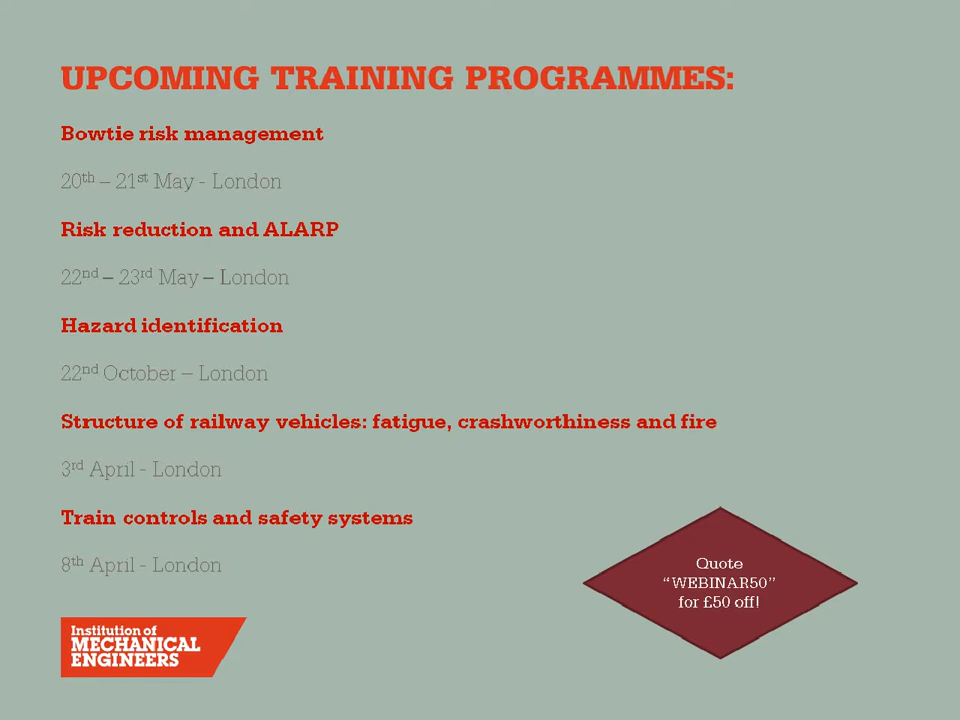 UPCOMING TRAINING PROGRAMMES:
Bowtie risk management
20th – 21st May - London
Risk reduction and ALARP
22nd – 23rd May – London
Hazard identification
22nd October – London
Structure of railway vehicles: fatigue, crashworthiness and fire
3rd April - London
Train controls and safety systems
8th April - London
Quote
“WEBINAR50”
for £50 off!
Institution of
MECHANICAL
ENGINEERS